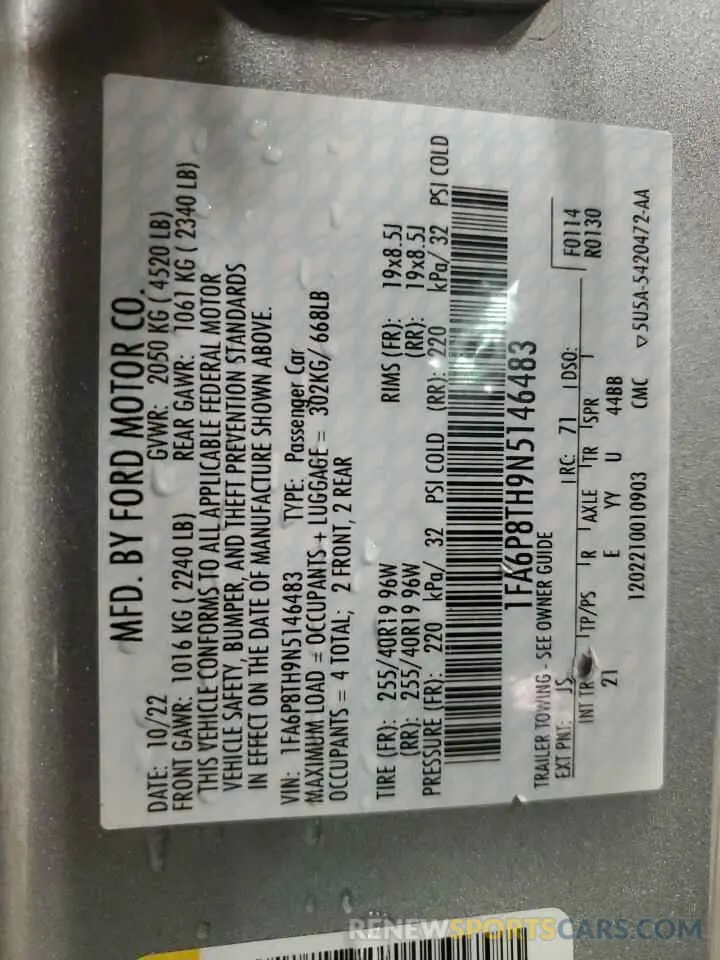 MFD. BY FORD MOTOR CO.
DATE: 10/22 GVWR: 2050 KG ( 4520 LB)
FRONT GAWR: 1016 KG ( 2240 LB) REAR GAWR: 1061 KG ( 2340 LB)
THIS VEHICLE CONFORMS TO ALL APPLICABLE FEDERAL MOTOR
VEHICLE SAFETY, BUMPER, AND THEFT PREVENTION STANDARDS
IN EFFECT ON THE DATE OF MANUFACTURE SHOWN ABOVE.
VIN: 1FA6P8TH9N5146483 TYPE: Passenger Car
MAXIMUM LOAD = OCCUPANTS + LUGGAGE = 302KG/ 668LB
OCCUPANTS = 4 TOTAL; 2 FRONT, 2 REAR
TIRE (FR): 255/40R19 96W RIMS (FR): 19x8.5J
(RR): 255/40R19 96W (RR): 19x8.5J
PRESSURE (FR): 220 kPa/ 32 PSI COLD (RR): 220 kPa/ 32 PSI COLD
1FA6P8TH9N5146483
TRAILER TOWING - SEE OWNER GUIDE
F0114
EXT PNT: JS RC: 71 DSO: R0130
INT TR TP/PS R AXLE TR SPR
21 E YY U 44BB
1202210010903 CMC ▽5U5A-5420472-AA
RENEWSPORTSCARS.COM